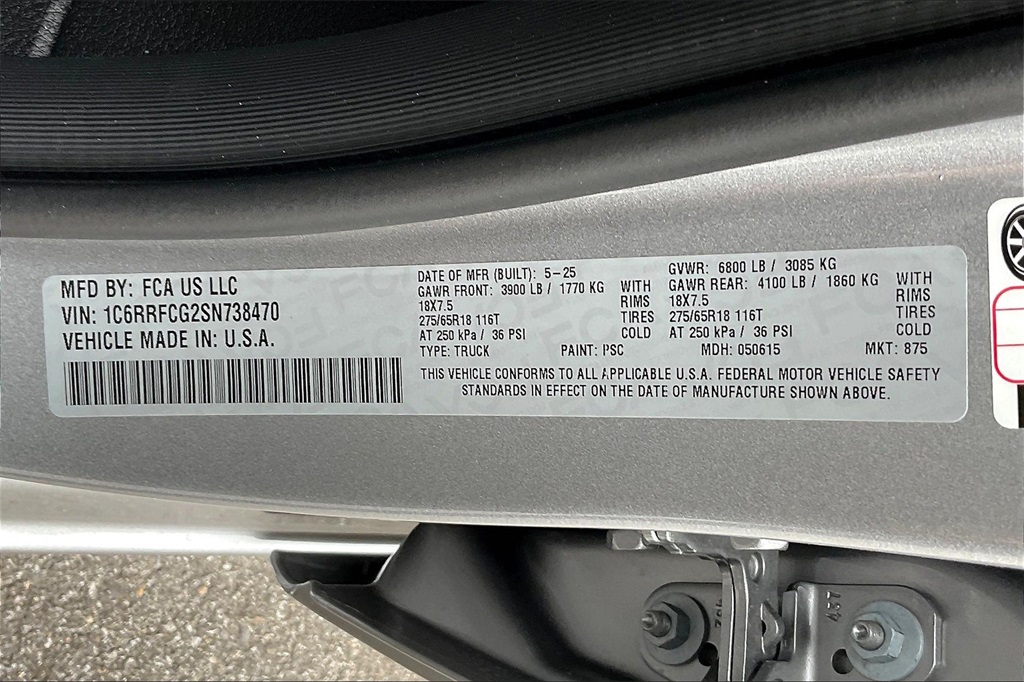 MFD BY: FCA US LLC
VIN: 1C6RRFCG2SN738470
VEHICLE MADE IN: U.S.A.
DATE OF MFR (BUILT): 5-25
GAWR FRONT: 3900 LB / 1770 KG WITH
18X7.5 RIMS
275/65R18 116T TIRES
AT 250 kPa / 36 PSI COLD
GVWR: 6800 LB / 3085 KG
GAWR REAR: 4100 LB / 1860 KG WITH
18X7.5 RIMS
275/65R18 116T TIRES
AT 250 kPa / 36 PSI COLD
TYPE: TRUCK PAINT: PSC MDH: 050615 MKT: 875
THIS VEHICLE CONFORMS TO ALL APPLICABLE U.S.A. FEDERAL MOTOR VEHICLE SAFETY
STANDARDS IN EFFECT ON THE DATE OF MANUFACTURE SHOWN ABOVE.